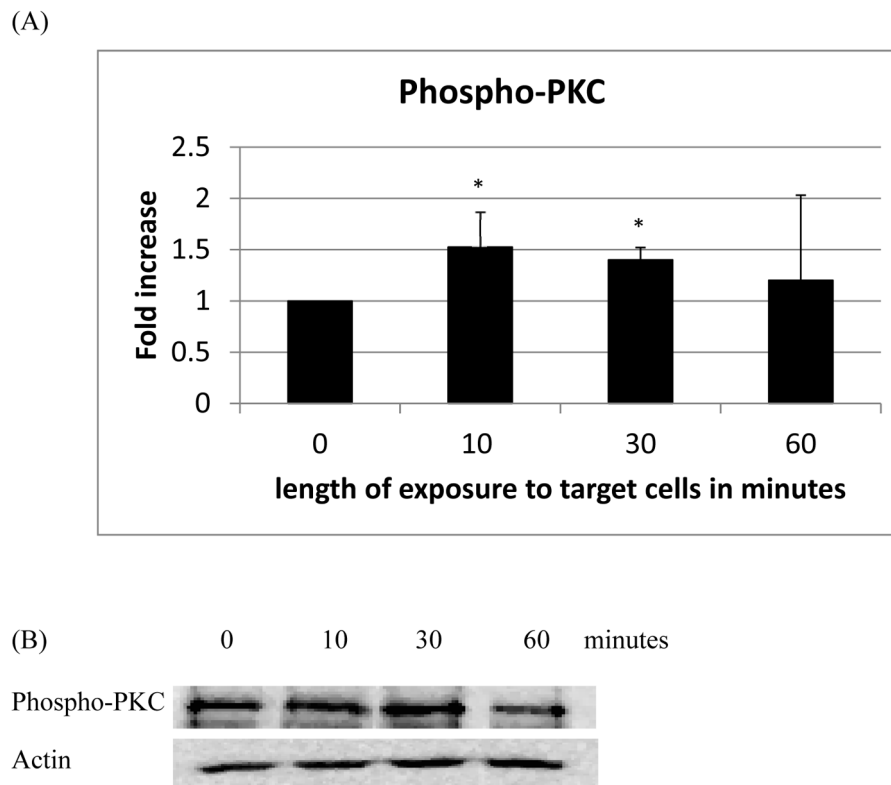 (A)
Phospho-PKC
2.5
2
1.5
1
0.5
0
Fold increase
* *
0 10 30 60
length of exposure to target cells in minutes
(B) 0 10 30 60 minutes
Phospho-PKC
Actin